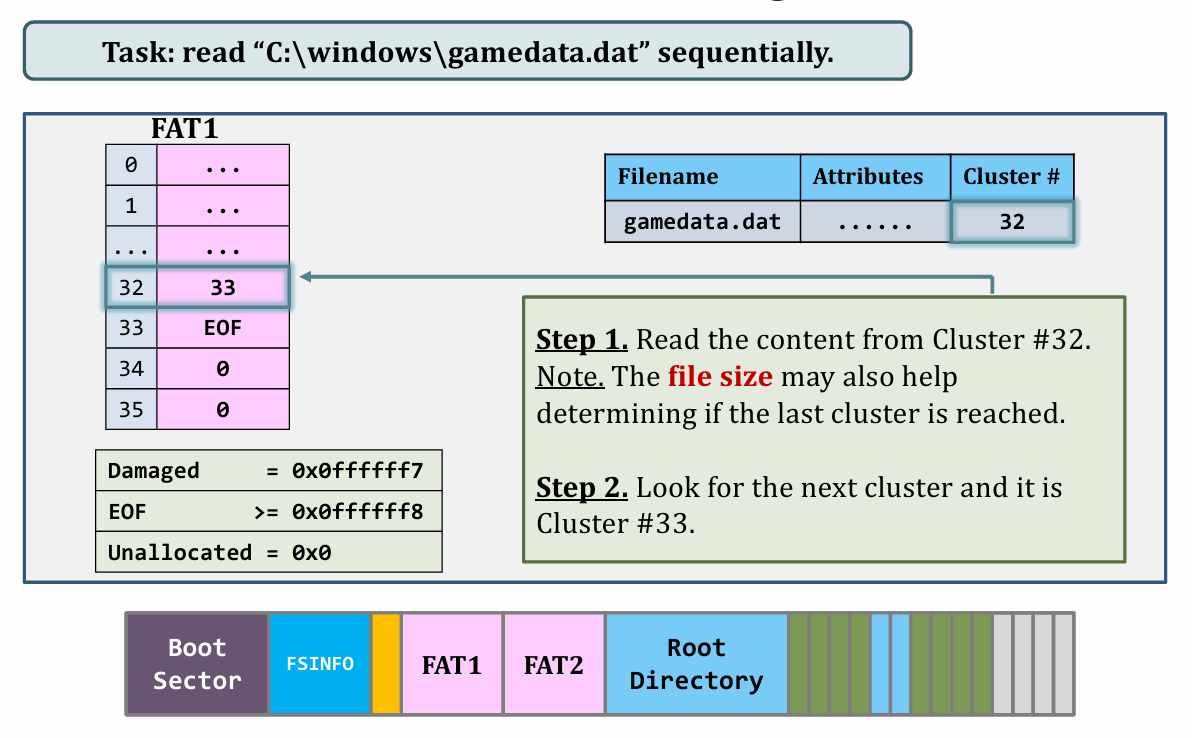 Task: read “C:\windows\gamedata.dat” sequentially.
FAT1
0 ...
1 ...
... ...
32 33
33 EOF
34 0
35 0
Filename Attributes Cluster #
gamedata.dat ...... 32
Step 1. Read the content from Cluster #32.
Note. The file size may also help
determining if the last cluster is reached.
Step 2. Look for the next cluster and it is
Cluster #33.
Damaged = 0x0ffffff7
EOF >= 0x0ffffff8
Unallocated = 0x0
Boot
Sector
FSINFO
FAT1
FAT2
Root
Directory